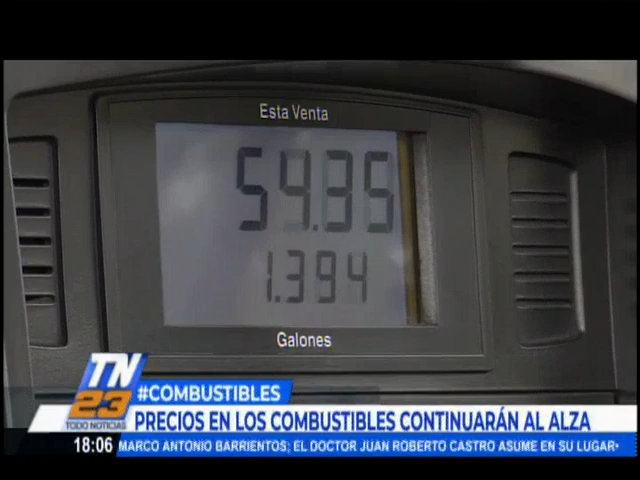 Esta Venta
54.35
1.394
Galones
TN
23
TODO NOTICIAS
#COMBUSTIBLES
PRECIOS EN LOS COMBUSTIBLES CONTINUARÁN AL ALZA
18:06
MARCO ANTONIO BARRIENTOS; EL DOCTOR JUAN ROBERTO CASTRO ASUME EN SU LUGAR•